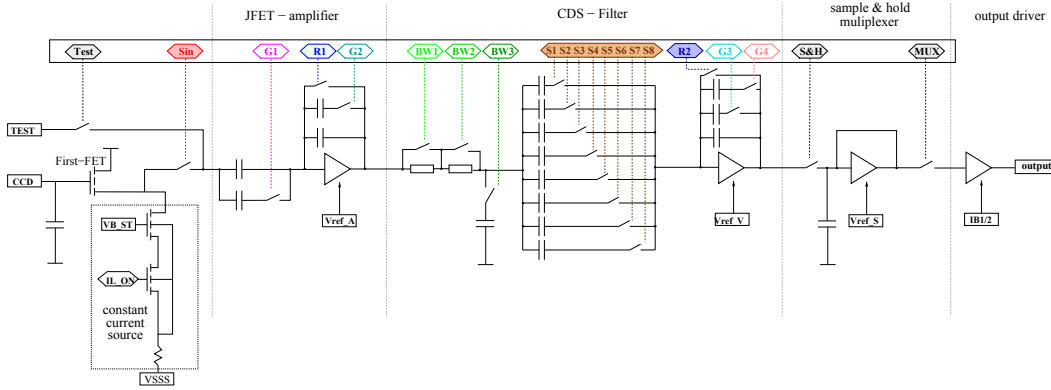 JFET − amplifier
CDS − Filter
sample & hold
muliplexer
output driver
Test
Sin
G1
R1
G2
BW1
BW2
BW3
S1 S2 S3 S4 S5 S6 S7 S8
R2
G3
G4
S&H
MUX
TEST
First−FET
CCD
output
Vref_A
Vref_V
Vref_S
IB1/2
VB_ST
IL_ON
constant
current
source
VSSS